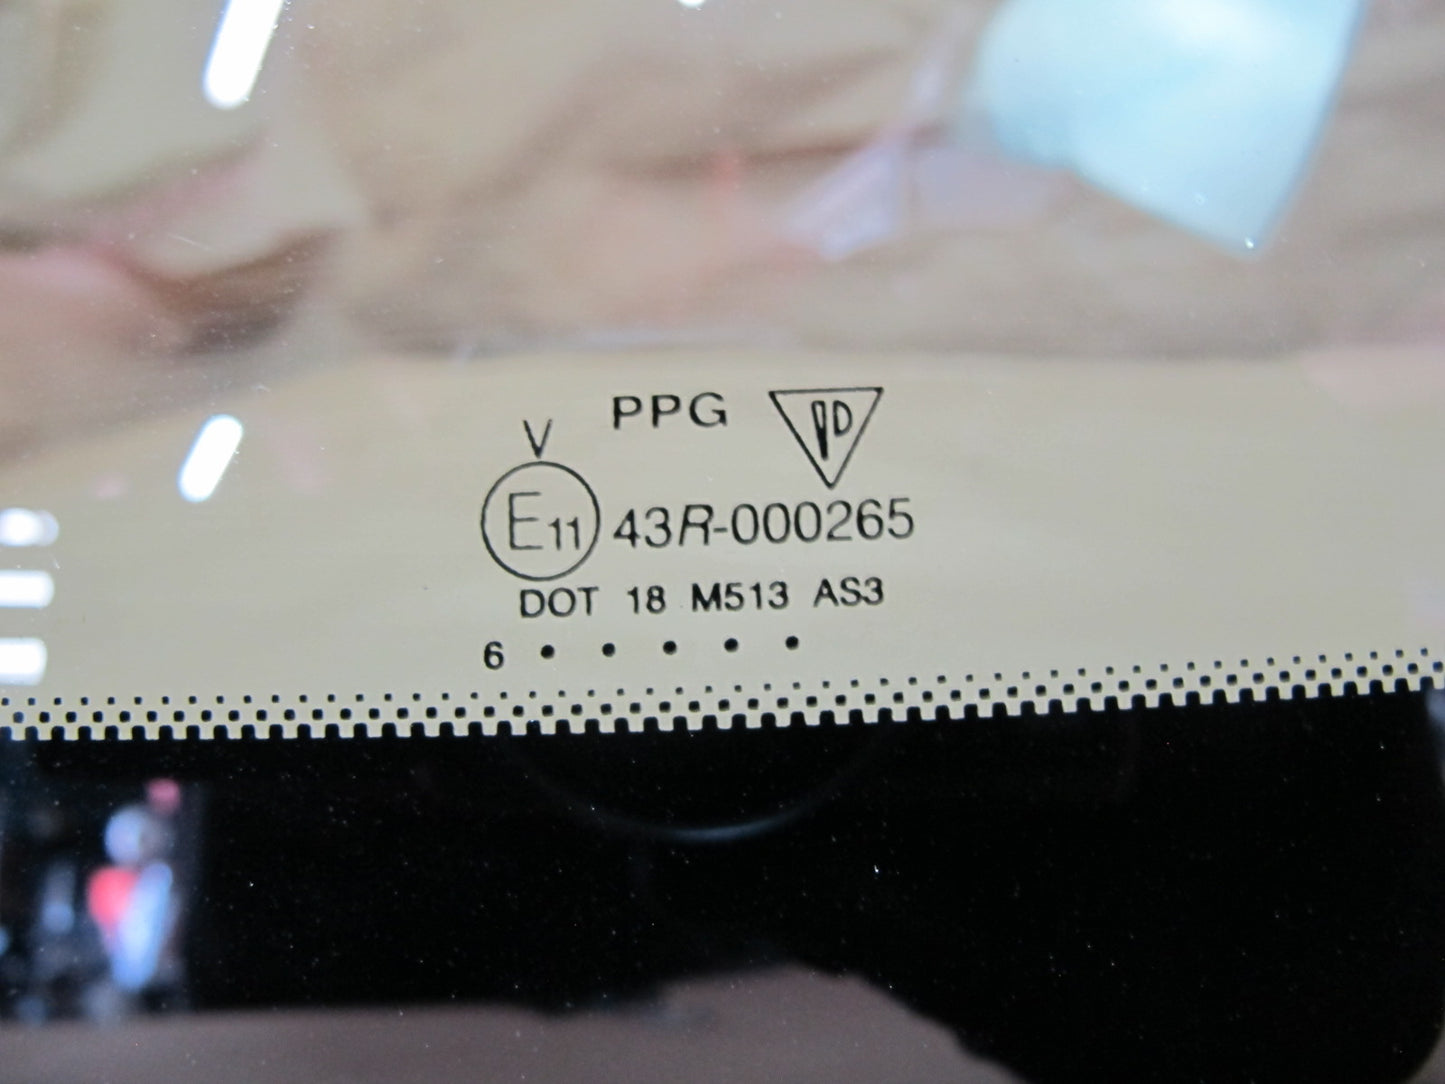 PPG
V
E11 43R-000265
DOT 18 M513 AS3
6 • • • • •